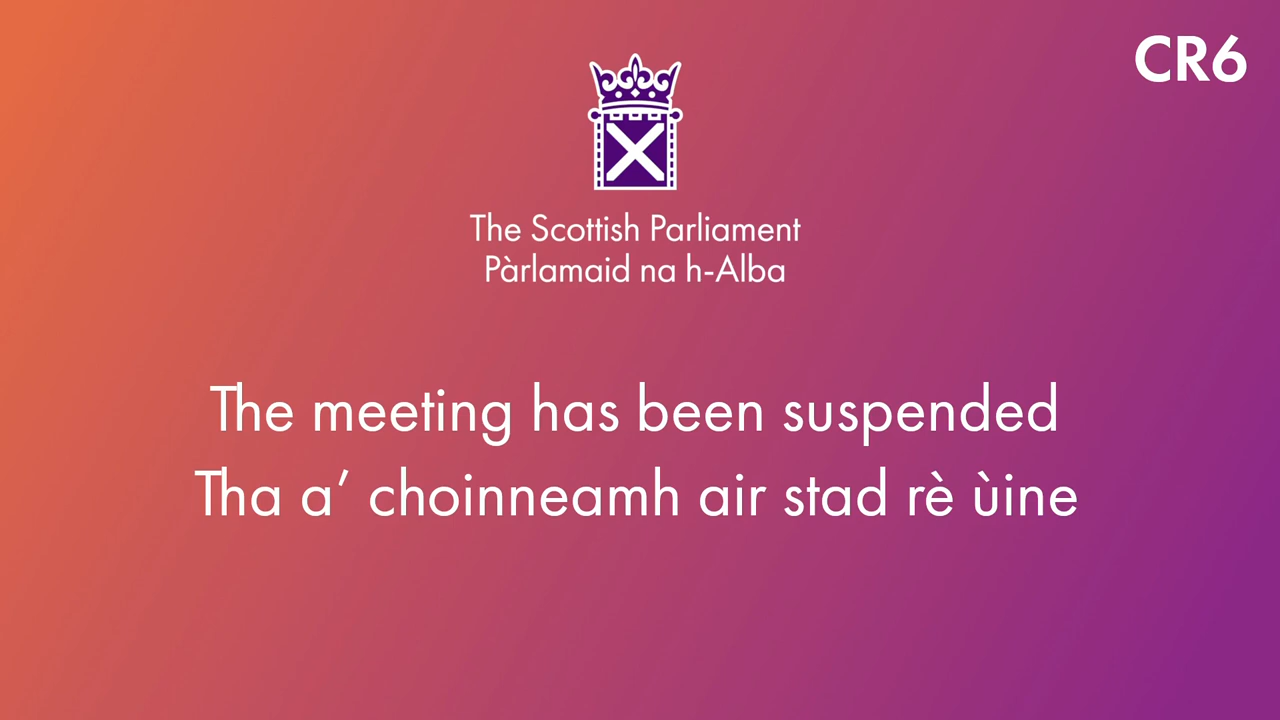 CR6
The Scottish Parliament
Pàrlamaid na h-Alba
The meeting has been suspended
Tha a’ choinneamh air stad rè ùine